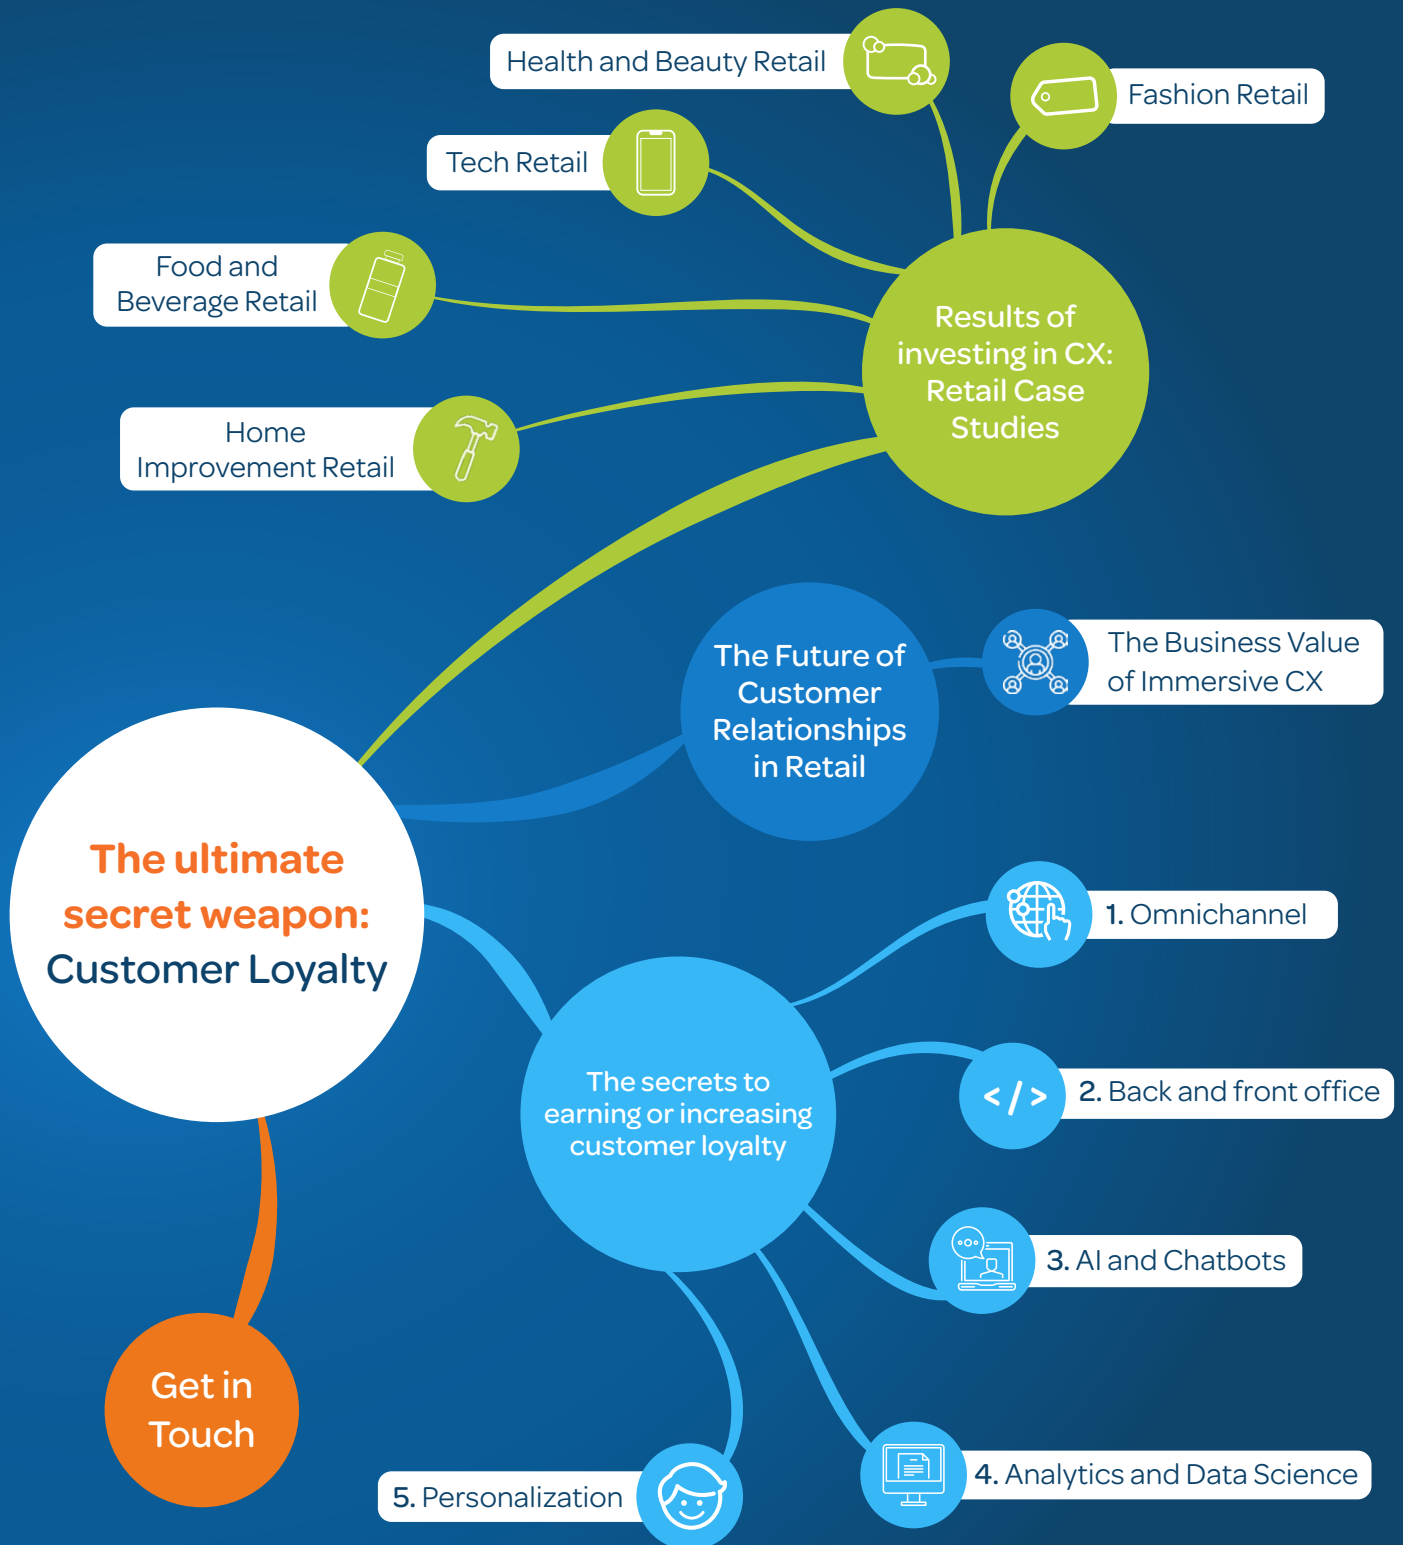 Health and Beauty Retail
Fashion Retail
Tech Retail
Food and
Beverage Retail
Home
Improvement Retail
Results of
investing in CX:
Retail Case
Studies
The Future of
Customer
Relationships
in Retail
The Business Value
of Immersive CX
The ultimate
secret weapon:
Customer Loyalty
The secrets to
earning or increasing
customer loyalty
1. Omnichannel
</>
2. Back and front office
3. AI and Chatbots
4. Analytics and Data Science
5. Personalization
Get in
Touch